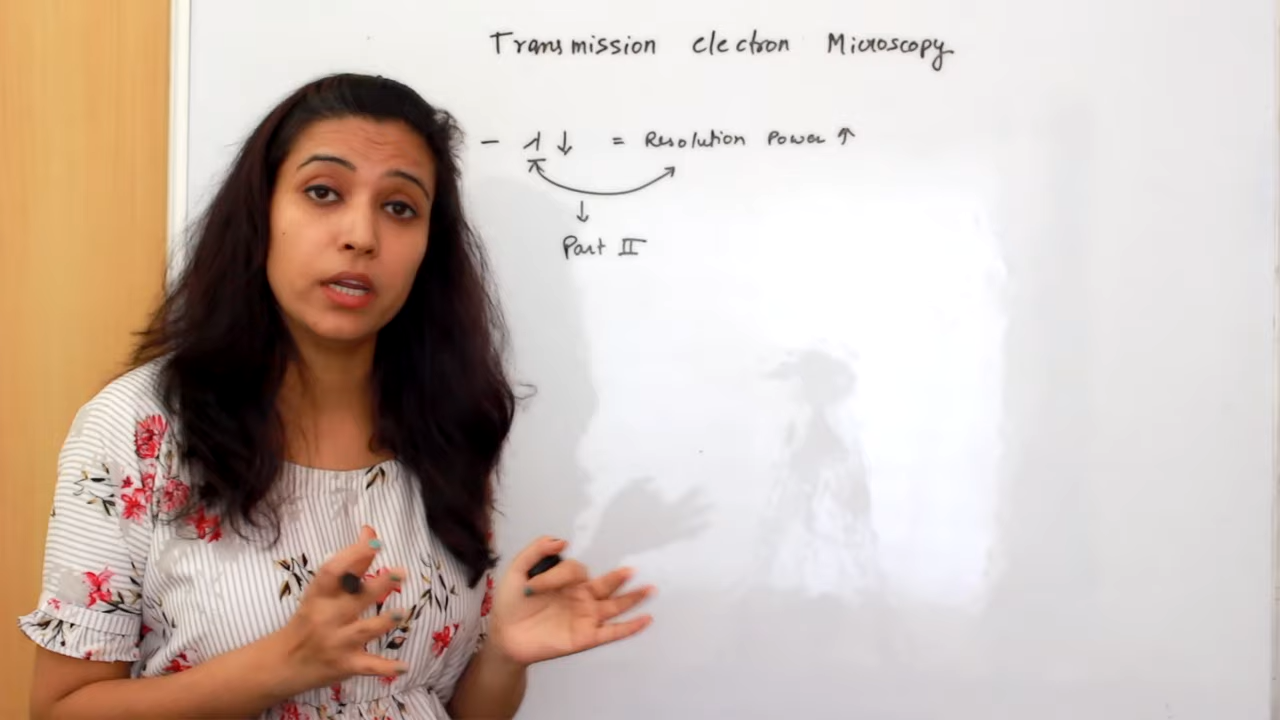 Transmission electron Microscopy
- λ ↓ = Resolution Power ↑
↓
Part II